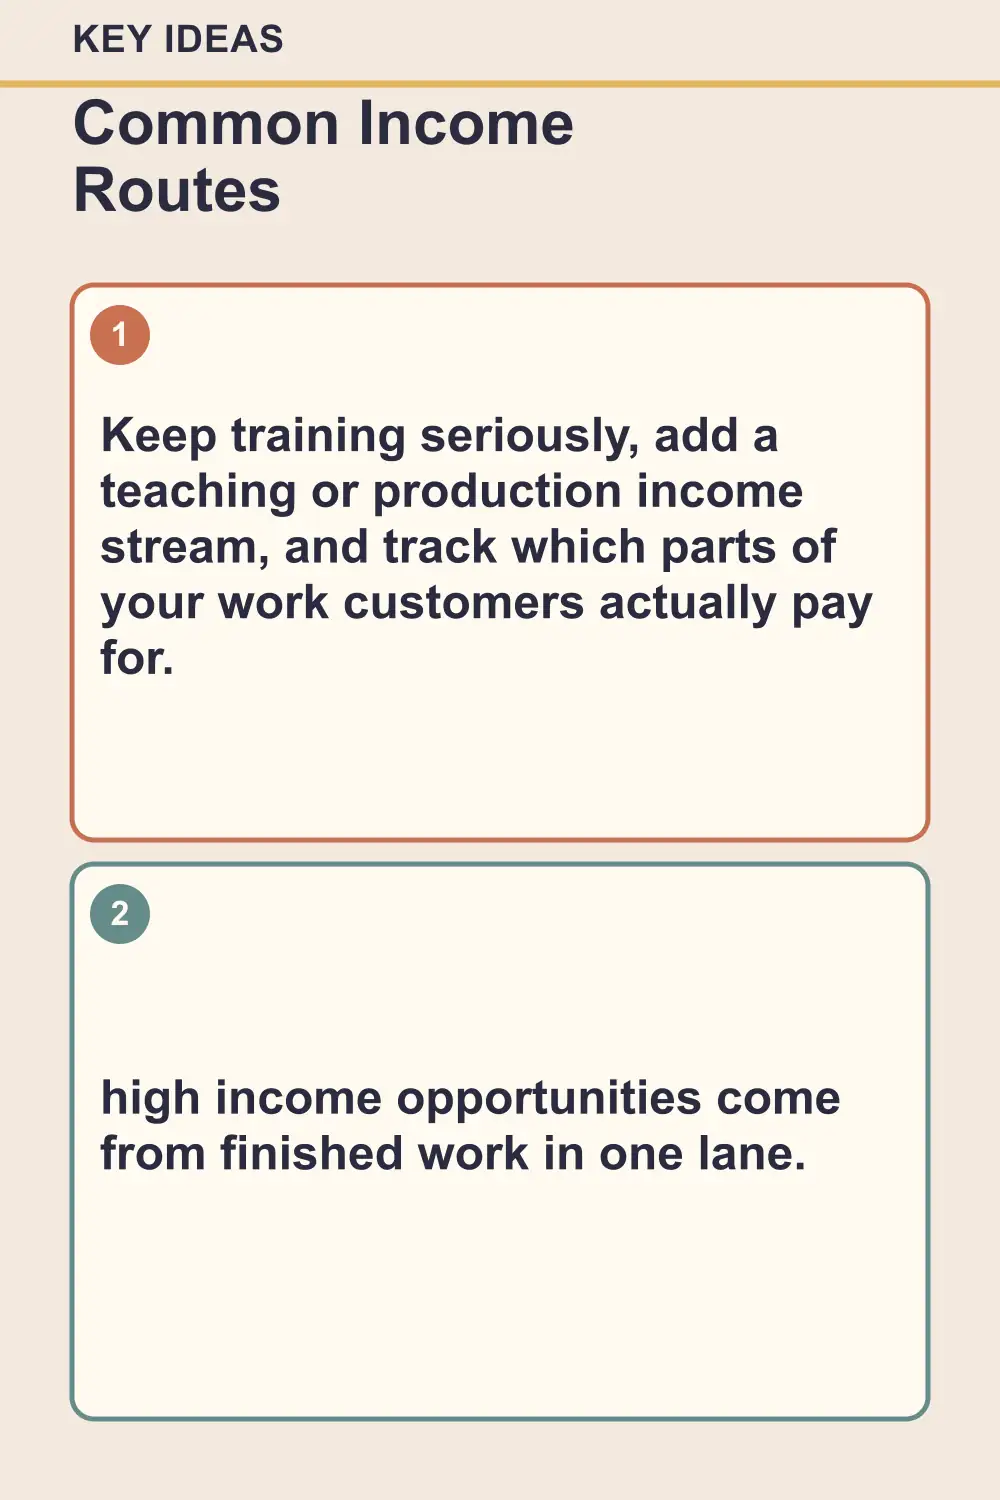 KEY IDEAS
Common Income
Routes
1
Keep training seriously, add a
teaching or production income
stream, and track which parts of
your work customers actually pay
for.
2
high income opportunities come
from finished work in one lane.